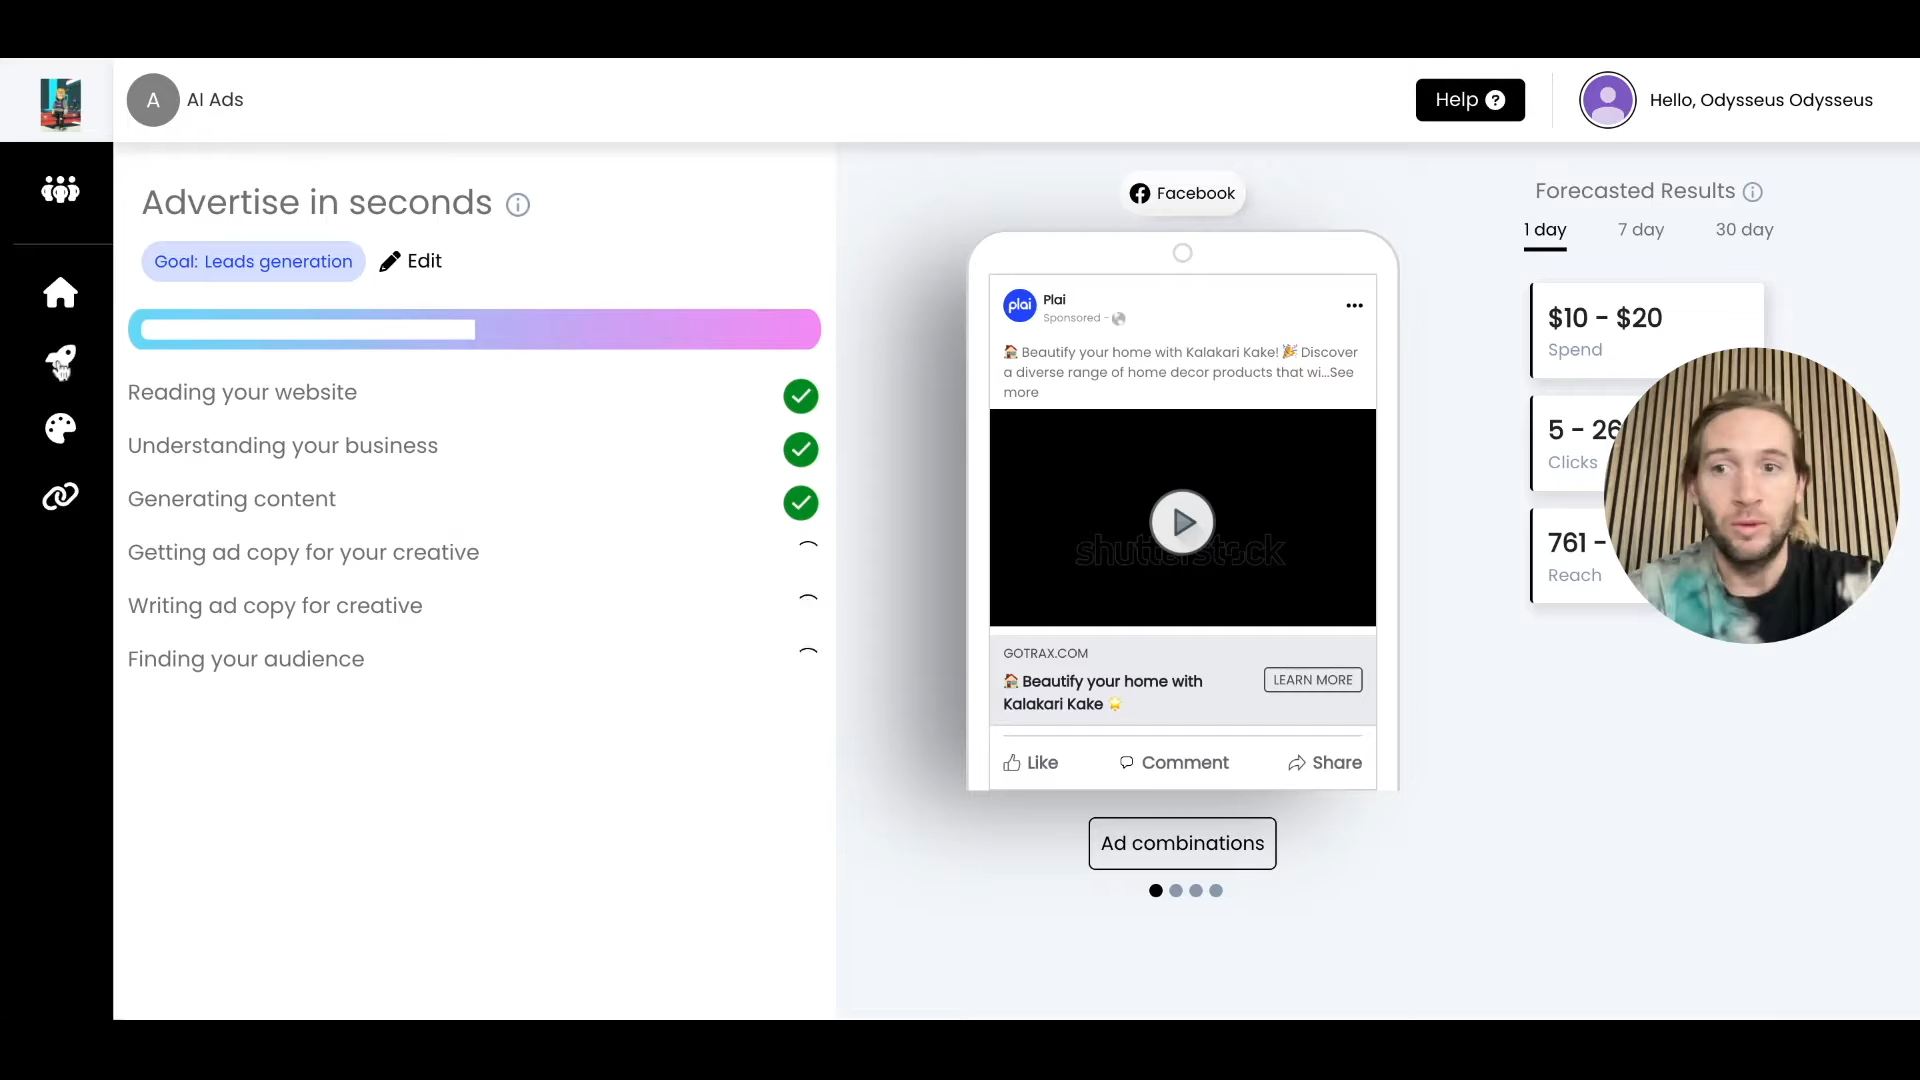 A
AI Ads
Help ?
Hello, Odysseus Odysseus
Advertise in seconds
Goal: Leads generation
Edit
Reading your website
Understanding your business
Generating content
Getting ad copy for your creative
Writing ad copy for creative
Finding your audience
Facebook
plai
Plai
Sponsored -
🏠 Beautify your home with Kalakari Kake! 🎉 Discover
a diverse range of home decor products that wi...See
more
shutterstock
GOTRAX.COM
🏠 Beautify your home with
Kalakari Kake 🌟
LEARN MORE
Like
Comment
Share
Ad combinations
Forecasted Results
1 day
7 day
30 day
$10 - $20
Spend
5 - 26
Clicks
761 -
Reach